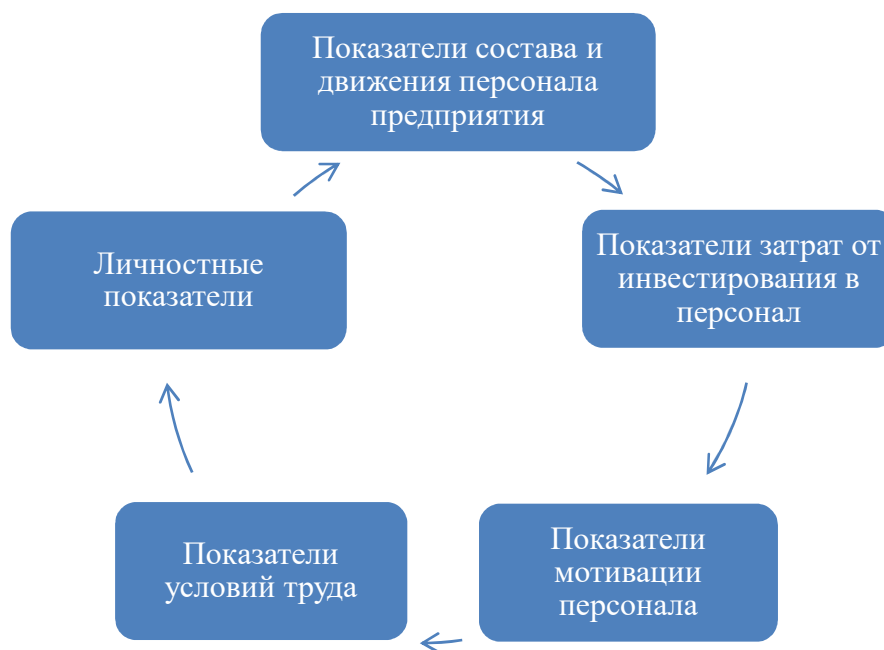 Показатели состава и
движения персонала
предприятия
Показатели затрат от
инвестирования в
персонал
Показатели
мотивации
персонала
Показатели
условий труда
Личностные
показатели